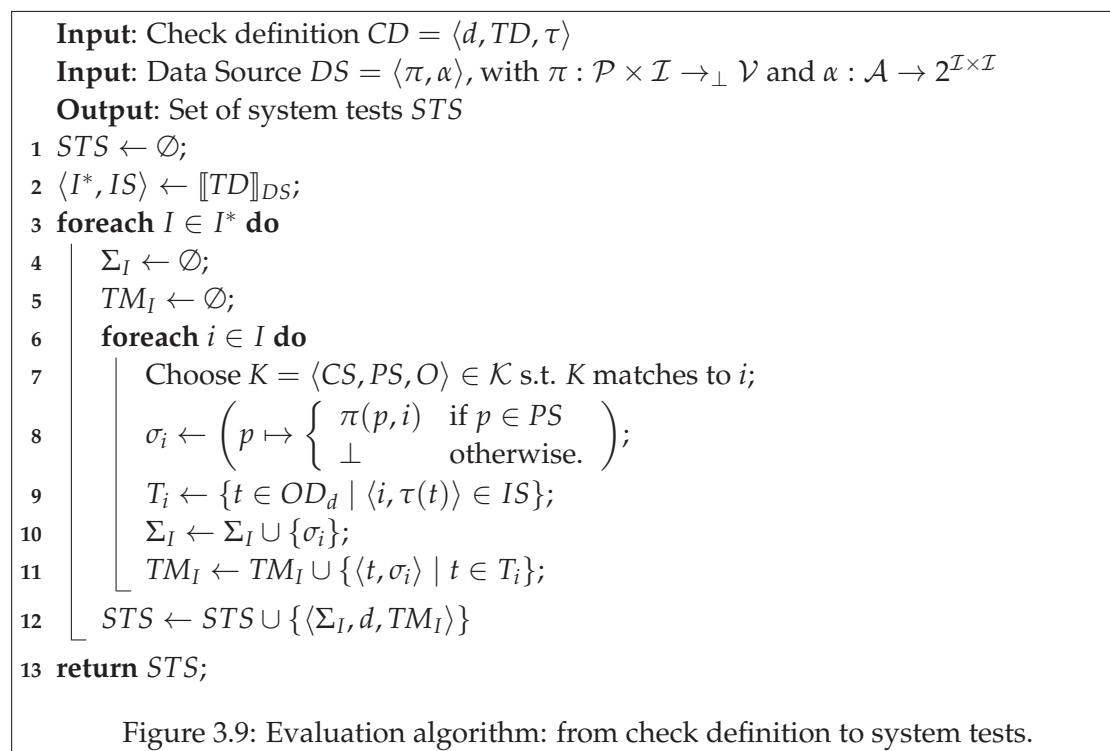 Input: Check definition CD = ⟨d, TD, τ⟩
Input: Data Source DS = ⟨π, α⟩, with π : 𝒫 × ℐ →⊥ 𝒱 and α : 𝒜 → 2^{ℐ×ℐ}
Output: Set of system tests STS
1 STS ← ∅;
2 ⟨I*, IS⟩ ← ⟦TD⟧_{DS};
3 foreach I ∈ I* do
4 Σ_I ← ∅;
5 TM_I ← ∅;
6 foreach i ∈ I do
7 Choose K = ⟨CS, PS, O⟩ ∈ 𝒦 s.t. K matches to i;
8 σ_i ← ( p ↦ { π(p, i) if p ∈ PS
⊥ otherwise. );
9 T_i ← {t ∈ OD_d | ⟨i, τ(t)⟩ ∈ IS};
10 Σ_I ← Σ_I ∪ {σ_i};
11 TM_I ← TM_I ∪ {⟨t, σ_i⟩ | t ∈ T_i};
12 STS ← STS ∪ {⟨Σ_I, d, TM_I⟩}
13 return STS;
Figure 3.9: Evaluation algorithm: from check definition to system tests.